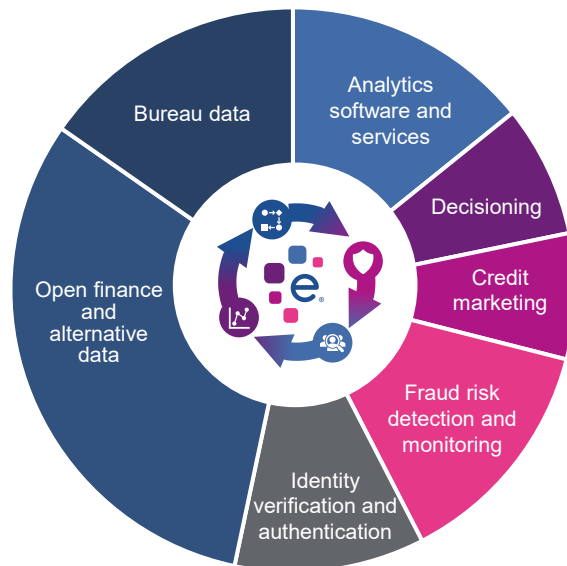 Analytics
software and
services
Decisioning
Credit
marketing
Fraud risk
detection and
monitoring
Identity
verification and
authentication
Open finance
and
alternative
data
Bureau data
e®